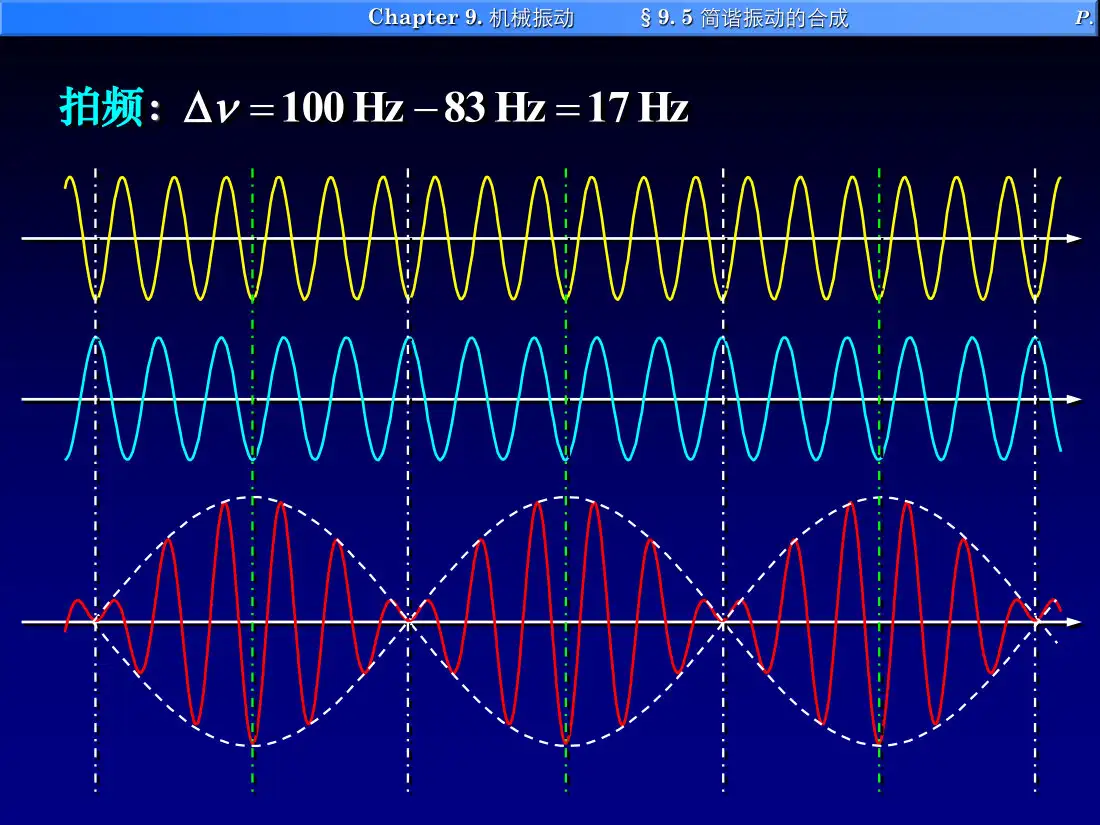 Chapter 9. 机械振动 § 9. 5 简谐振动的合成 P.
拍频: Δν = 100 Hz − 83 Hz = 17 Hz